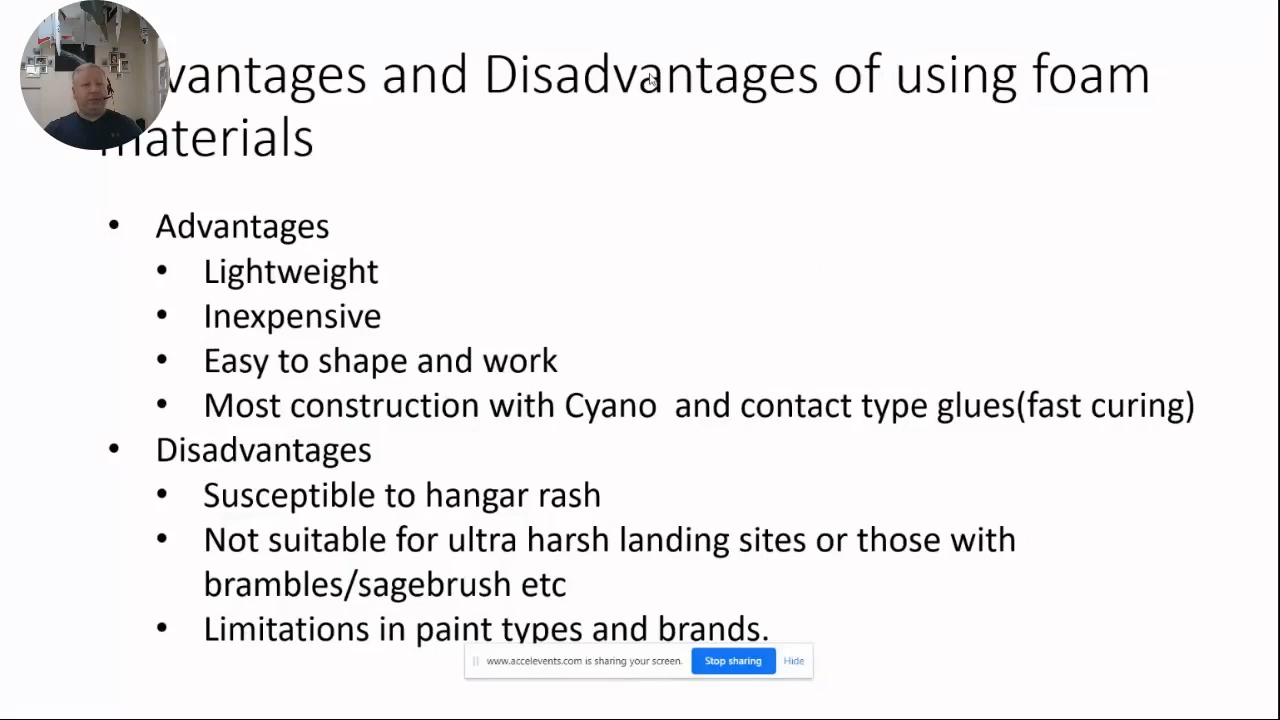 vantages and Disadvantages of using foam
materials
• Advantages
• Lightweight
• Inexpensive
• Easy to shape and work
• Most construction with Cyano and contact type glues(fast curing)
• Disadvantages
• Susceptible to hangar rash
• Not suitable for ultra harsh landing sites or those with
brambles/sagebrush etc
• Limitations in paint types and brands.
www.accelevents.com is sharing your screen.
Stop sharing
Hide